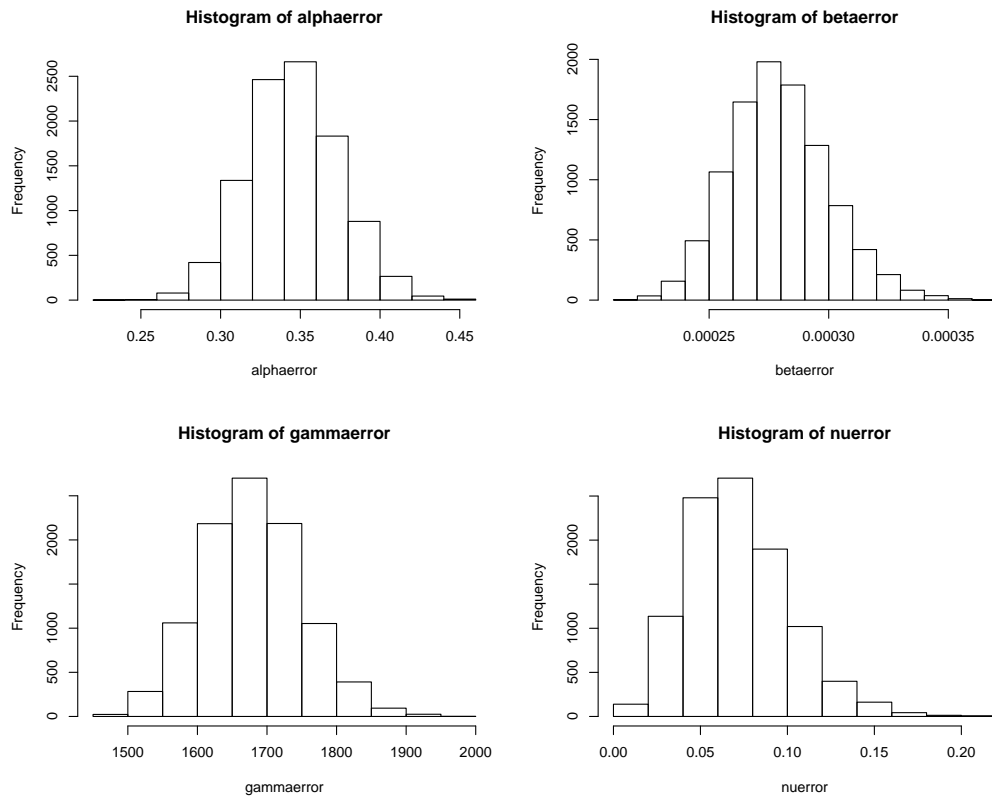 Histogram of alphaerror
Frequency
0 500 1000 1500 2000 2500
0.25 0.30 0.35 0.40 0.45
alphaerror
Histogram of betaerror
Frequency
0 500 1000 1500 2000
0.00025 0.00030 0.00035
betaerror
Histogram of gammaerror
Frequency
0 500 1000 2000
1500 1600 1700 1800 1900 2000
gammaerror
Histogram of nuerror
Frequency
0 500 1000 2000
0.00 0.05 0.10 0.15 0.20
nuerror